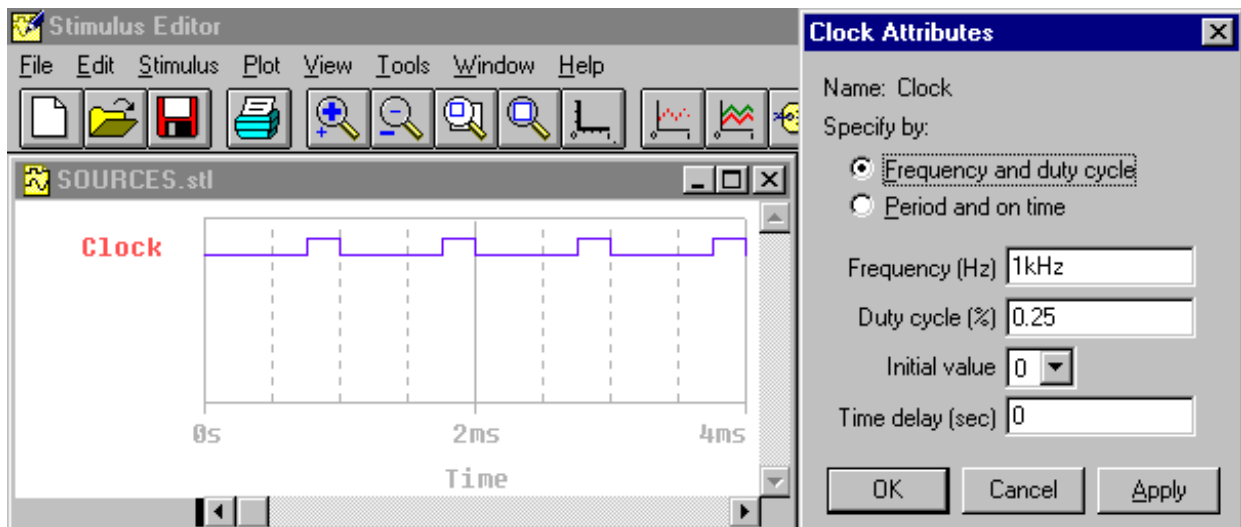 Stimulus Editor
File Edit Stimulus Plot View Tools Window Help
SOURCES.stl
Clock
0s 2ms 4ms
Time
Clock Attributes
Name: Clock
Specify by:
Frequency and duty cycle
Period and on time
Frequency (Hz) 1kHz
Duty cycle (%) 0.25
Initial value 0
Time delay (sec) 0
OK Cancel Apply